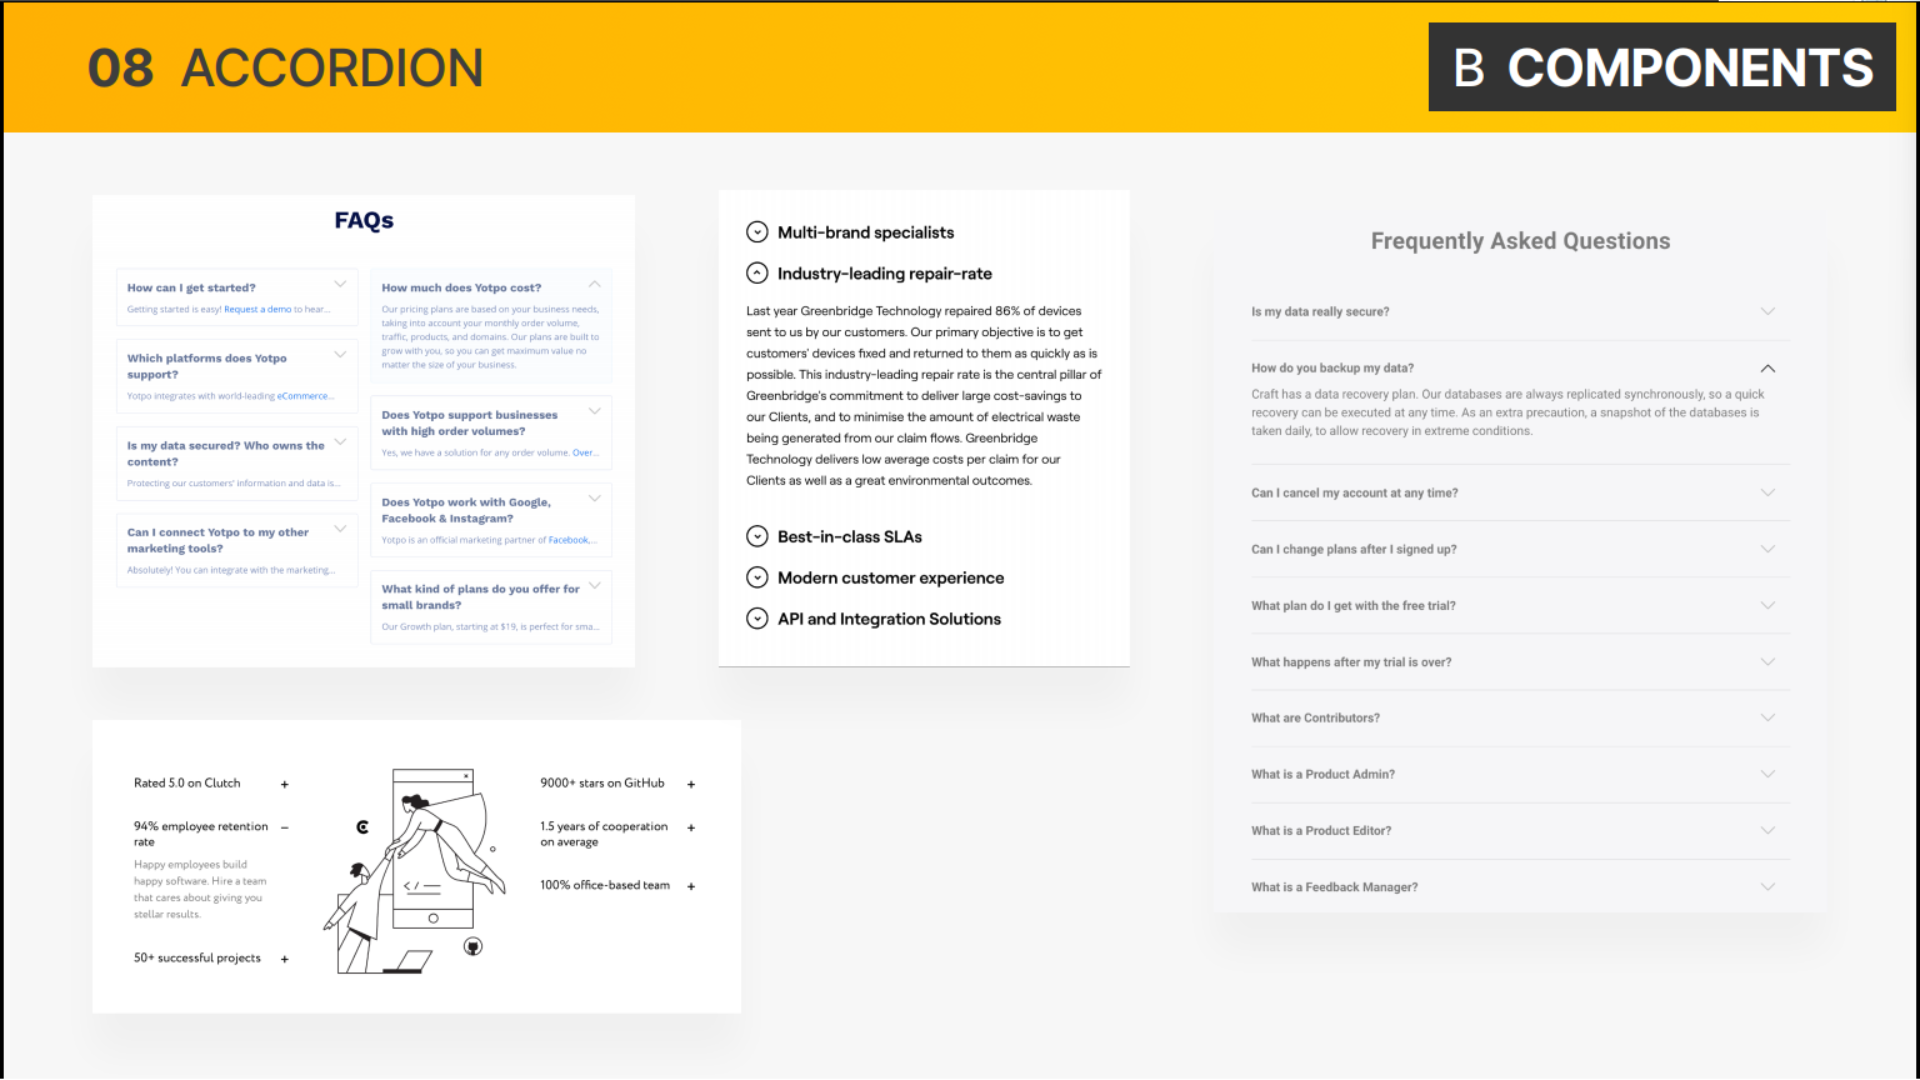 08 ACCORDION
B COMPONENTS
FAQs
How can I get started?
Getting started is easy! Request a demo to hear...
Which platforms does Yotpo
support?
Yotpo integrates with world-leading eCommerce...
Is my data secured? Who owns the
content?
Protecting our customers' information and data is...
Can I connect Yotpo to my other
marketing tools?
Absolutely! You can integrate with the marketing...
How much does Yotpo cost?
Our pricing plans are based on your business needs,
taking into account your monthly order volume,
traffic, products, and domains. Our plans are built to
grow with you, so you can get maximum value no
matter the size of your business.
Does Yotpo support businesses
with high order volumes?
Yes, we have a solution for any order volume. Over...
Does Yotpo work with Google,
Facebook & Instagram?
Yotpo is an official marketing partner of Facebook,...
What kind of plans do you offer for
small brands?
Our Growth plan, starting at $19, is perfect for sma...
Multi-brand specialists
Industry-leading repair-rate
Last year Greenbridge Technology repaired 86% of devices
sent to us by our customers. Our primary objective is to get
customers' devices fixed and returned to them as quickly as is
possible. This industry-leading repair rate is the central pillar of
Greenbridge's commitment to deliver large cost-savings to
our Clients, and to minimise the amount of electrical waste
being generated from our claim flows. Greenbridge
Technology delivers low average costs per claim for our
Clients as well as a great environmental outcomes.
Best-in-class SLAs
Modern customer experience
API and Integration Solutions
Frequently Asked Questions
Is my data really secure?
How do you backup my data?
Craft has a data recovery plan. Our databases are always replicated synchronously, so a quick
recovery can be executed at any time. As an extra precaution, a snapshot of the databases is
taken daily, to allow recovery in extreme conditions.
Can I cancel my account at any time?
Can I change plans after I signed up?
What plan do I get with the free trial?
What happens after my trial is over?
What are Contributors?
What is a Product Admin?
What is a Product Editor?
What is a Feedback Manager?
Rated 5.0 on Clutch +
94% employee retention –
rate
Happy employees build
happy software. Hire a team
that cares about giving you
stellar results.
50+ successful projects +
9000+ stars on GitHub +
1.5 years of cooperation +
on average
100% office-based team +